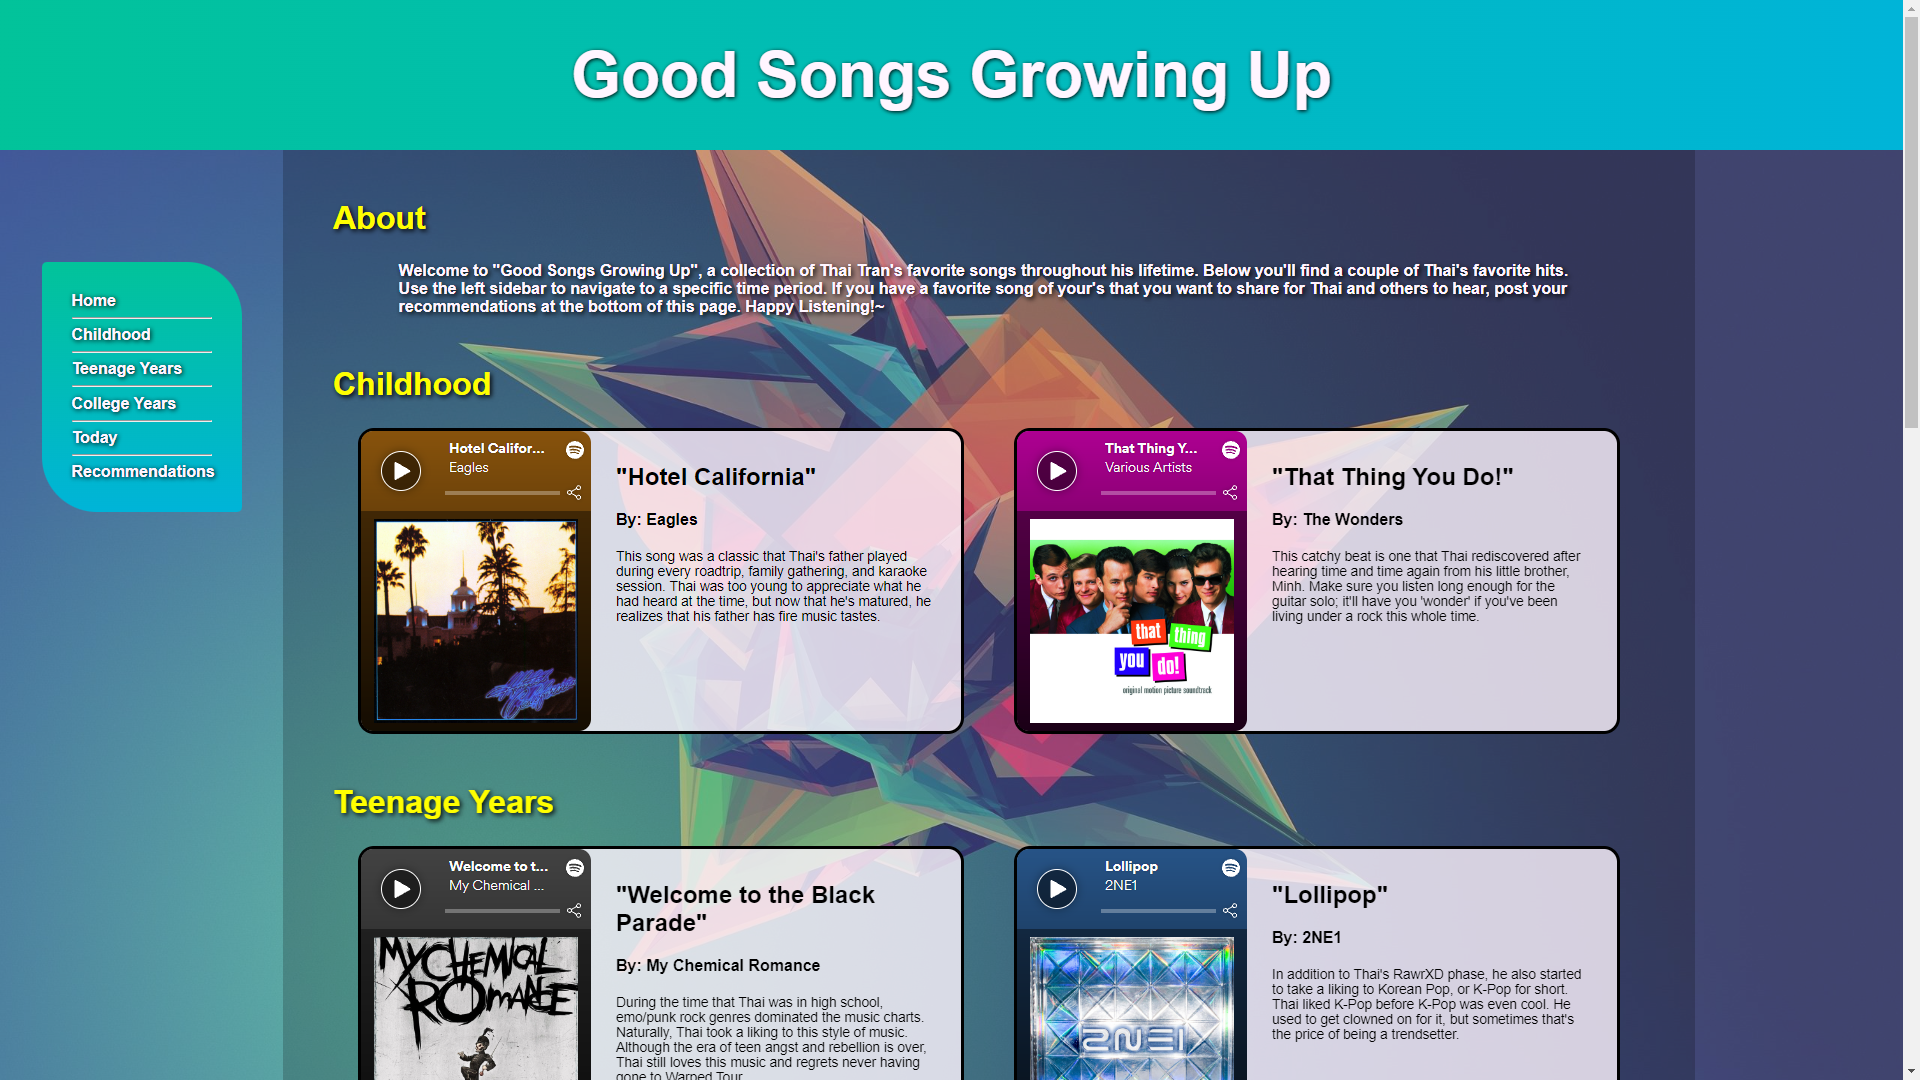 Good Songs Growing Up
Home
Childhood
Teenage Years
College Years
Today
Recommendations
About
Welcome to "Good Songs Growing Up", a collection of Thai Tran's favorite songs throughout his lifetime. Below you'll find a couple of Thai's favorite hits.
Use the left sidebar to navigate to a specific time period. If you have a favorite song of your's that you want to share for Thai and others to hear, post your
recommendations at the bottom of this page. Happy Listening!~
Childhood
Hotel Califor...
Eagles
"Hotel California"
By: Eagles
This song was a classic that Thai's father played
during every roadtrip, family gathering, and karaoke
session. Thai was too young to appreciate what he
had heard at the time, but now that he's matured, he
realizes that his father has fire music tastes.
That Thing Y...
Various Artists
that thing
you do!
original motion picture soundtrack
"That Thing You Do!"
By: The Wonders
This catchy beat is one that Thai rediscovered after
hearing time and time again from his little brother,
Minh. Make sure you listen long enough for the
guitar solo; it'll have you 'wonder' if you've been
living under a rock this whole time.
Teenage Years
Welcome to t...
My Chemical ...
MY CHEMICAL
ROMANCE
"Welcome to the Black
Parade"
By: My Chemical Romance
During the time that Thai was in high school,
emo/punk rock genres dominated the music charts.
Naturally, Thai took a liking to this style of music.
Although the era of teen angst and rebellion is over,
Thai still loves this music and regrets never having
gone to Warped Tour.
Lollipop
2NE1
2NE1
"Lollipop"
By: 2NE1
In addition to Thai's RawrXD phase, he also started
to take a liking to Korean Pop, or K-Pop for short.
Thai liked K-Pop before K-Pop was even cool. He
used to get clowned on for it, but sometimes that's
the price of being a trendsetter.